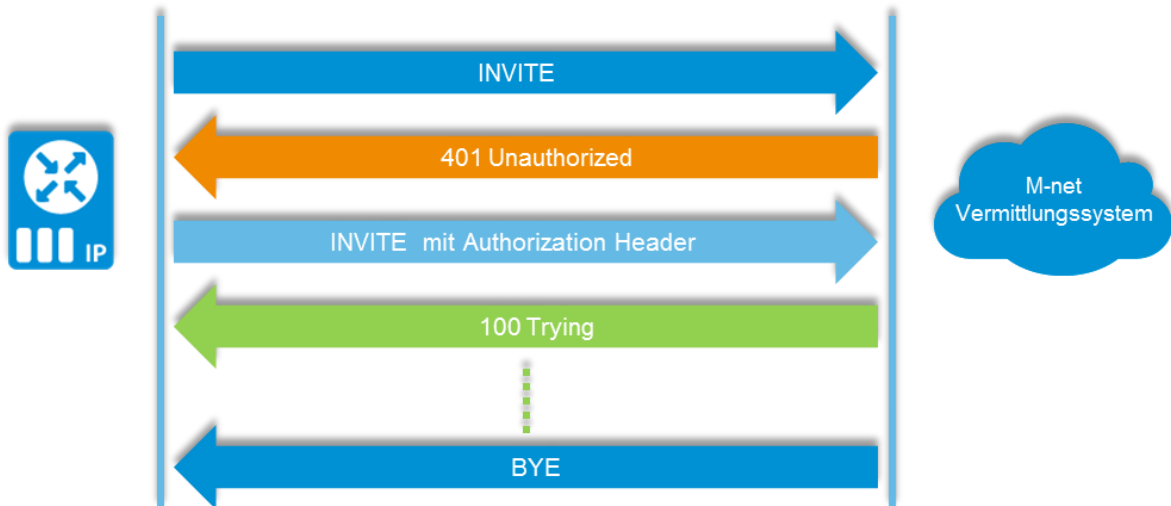 INVITE
401 Unauthorized
IP
M-net
Vermittlungssystem
INVITE mit Authorization Header
100 Trying
BYE